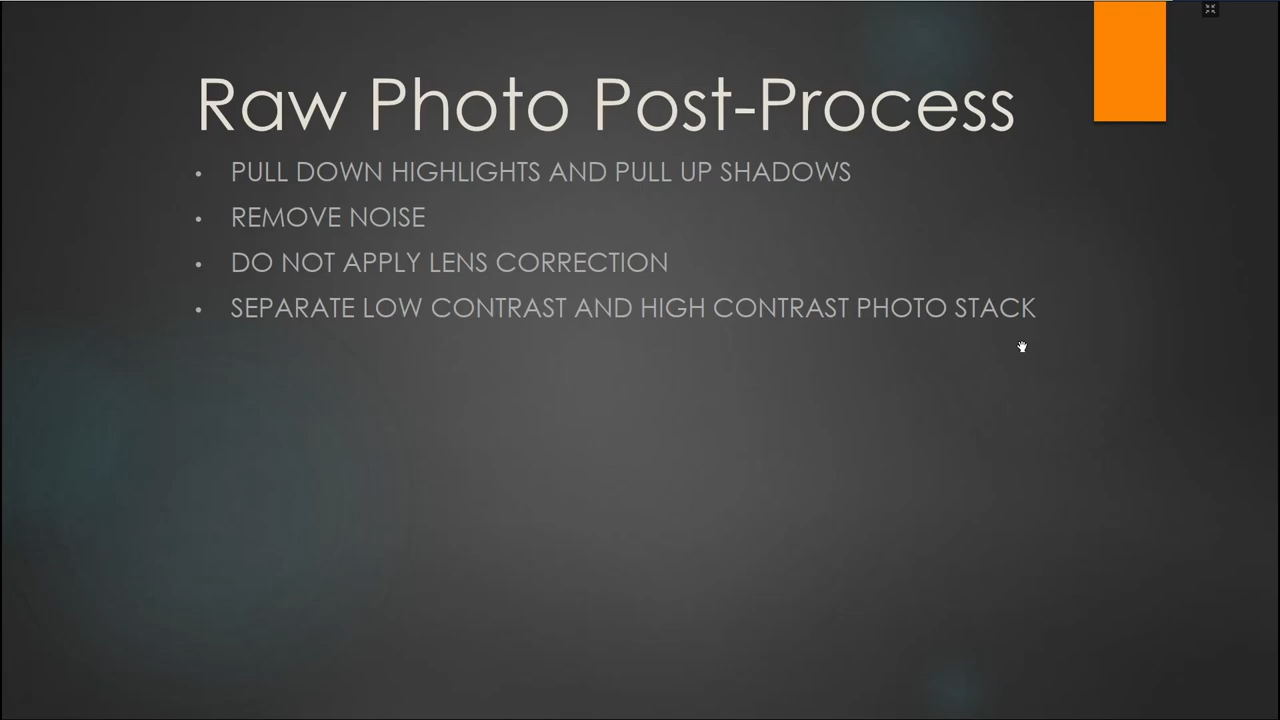 Raw Photo Post-Process
• PULL DOWN HIGHLIGHTS AND PULL UP SHADOWS
• REMOVE NOISE
• DO NOT APPLY LENS CORRECTION
• SEPARATE LOW CONTRAST AND HIGH CONTRAST PHOTO STACK